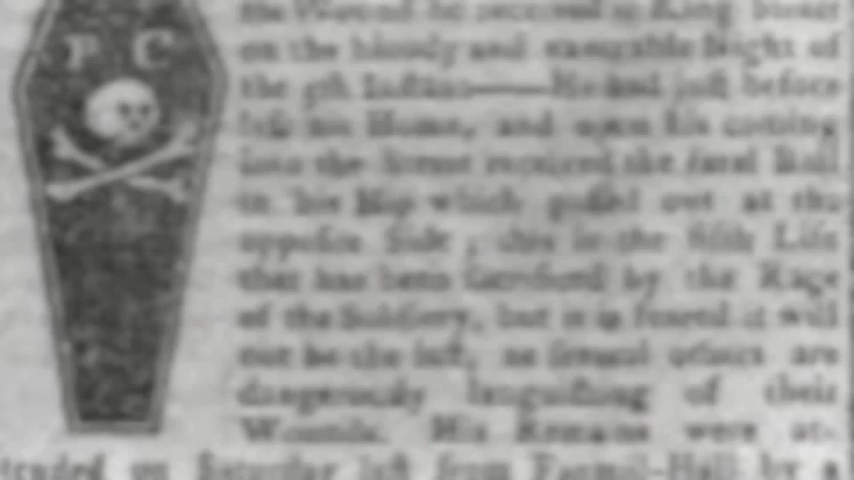 P C
the Wound he received in King Street
on the bloody and execrable Night of
the 5th Instant——He had just before
left his Home, and upon his coming
into the Street received the fatal Ball
in his Hip which passed out at the
opposite Side ; this is the fifth Life
that has been sacrificed by the Rage
of the Soldiery, but it is feared it will
not be the last, as several others are
dangerously languishing of their
Wounds. His Remains were at-
tended on Saturday last from Faneuil-Hall by a